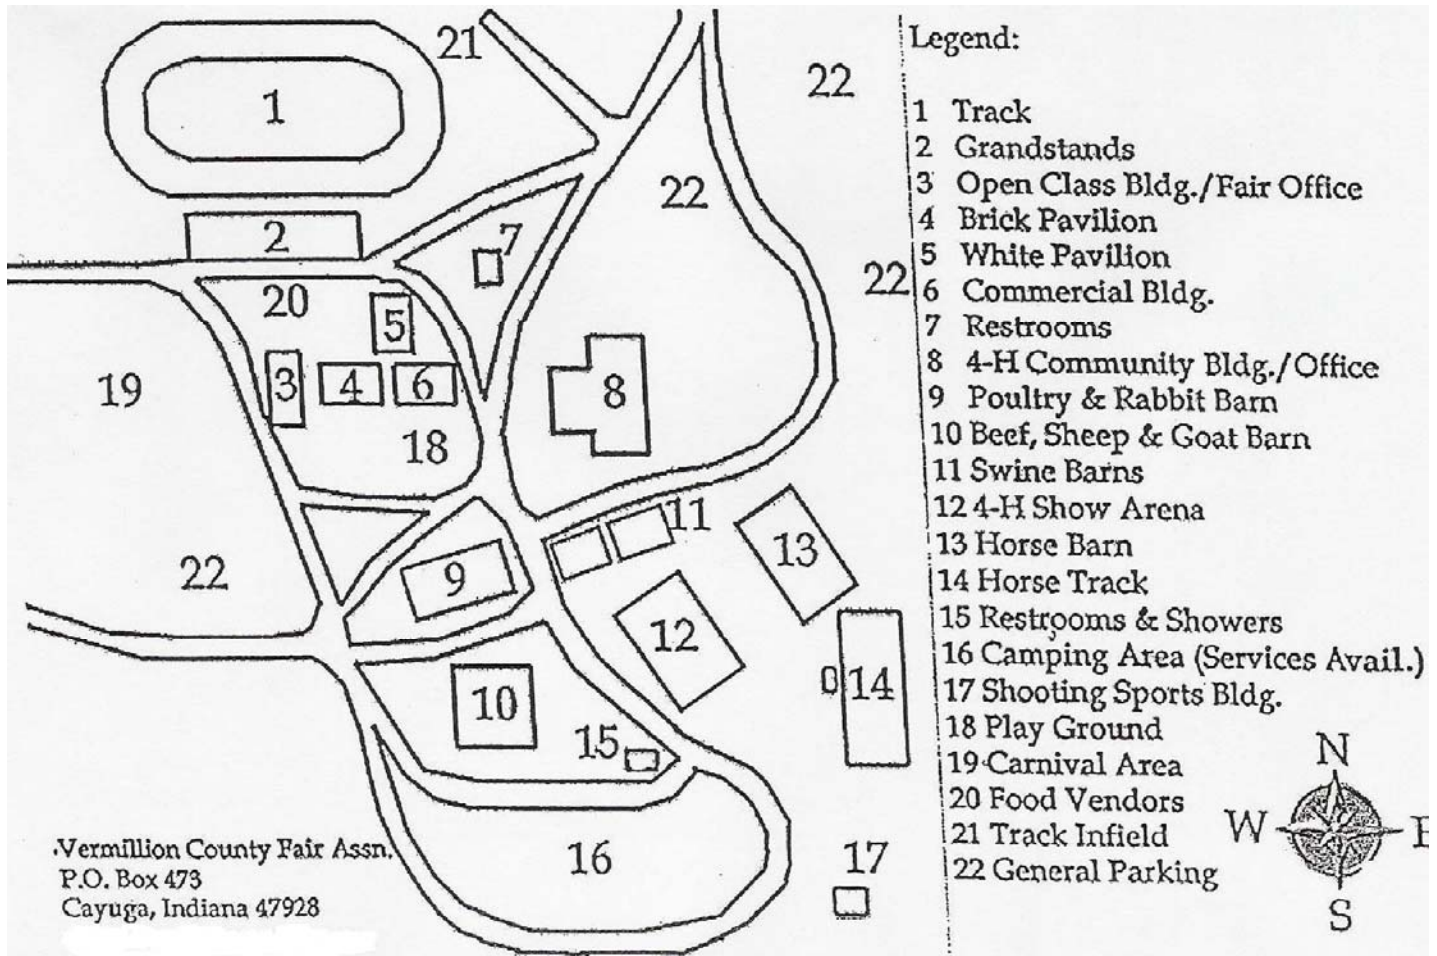 21
22
1
22
7
2
22
20
5
19
3
4
6
8
18
11
13
22
9
12
14
10
15
16
17
Legend:
1 Track
2 Grandstands
3 Open Class Bldg./Fair Office
4 Brick Pavilion
5 White Pavilion
6 Commercial Bldg.
7 Restrooms
8 4-H Community Bldg./Office
9 Poultry & Rabbit Barn
10 Beef, Sheep & Goat Barn
11 Swine Barns
12 4-H Show Arena
13 Horse Barn
14 Horse Track
15 Restrooms & Showers
16 Camping Area (Services Avail.)
17 Shooting Sports Bldg.
18 Play Ground
19 Carnival Area
20 Food Vendors
21 Track Infield
22 General Parking
N
W E
S
Vermillion County Fair Assn.
P.O. Box 473
Cayuga, Indiana 47928